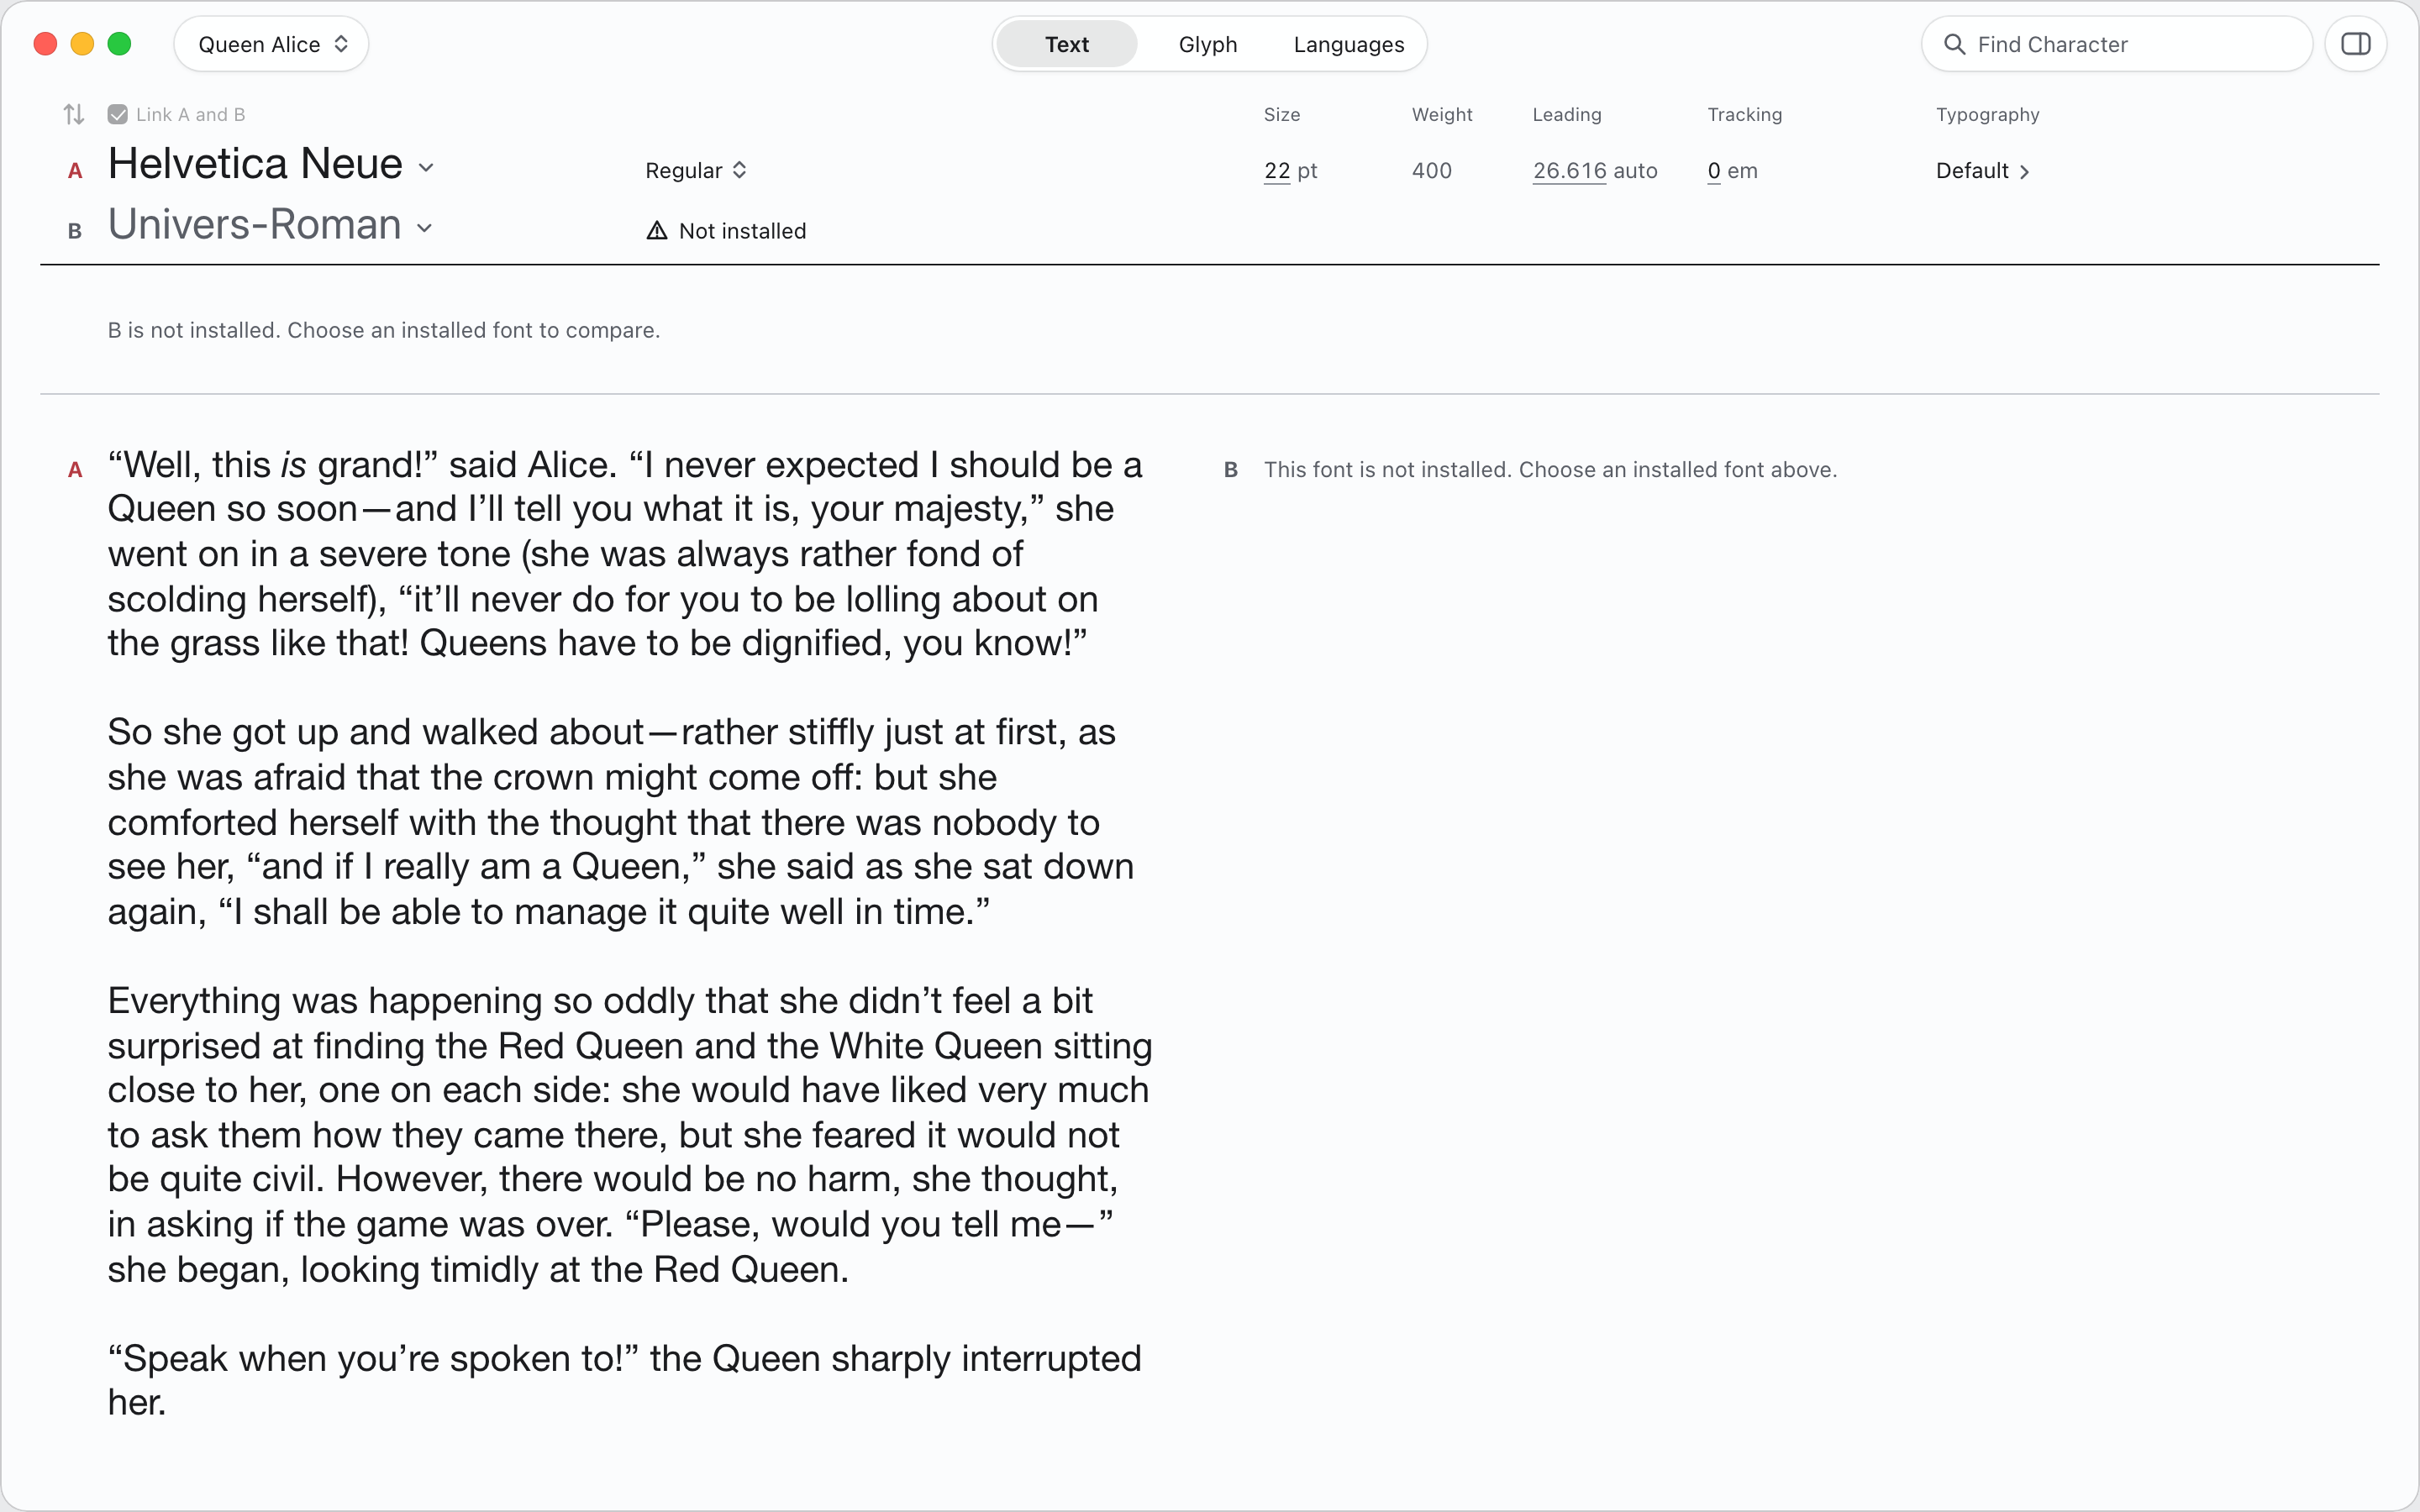 Queen Alice
Text
Glyph
Languages
Find Character
Link A and B
Size
Weight
Leading
Tracking
Typography
A
Helvetica Neue
Regular
22 pt
400
26.616 auto
0 em
Default
B
Univers-Roman
Not installed
B is not installed. Choose an installed font to compare.
A
“Well, this is grand!” said Alice. “I never expected I should be a
Queen so soon—and I’ll tell you what it is, your majesty,” she
went on in a severe tone (she was always rather fond of
scolding herself), “it’ll never do for you to be lolling about on
the grass like that! Queens have to be dignified, you know!”
So she got up and walked about—rather stiffly just at first, as
she was afraid that the crown might come off: but she
comforted herself with the thought that there was nobody to
see her, “and if I really am a Queen,” she said as she sat down
again, “I shall be able to manage it quite well in time.”
Everything was happening so oddly that she didn’t feel a bit
surprised at finding the Red Queen and the White Queen sitting
close to her, one on each side: she would have liked very much
to ask them how they came there, but she feared it would not
be quite civil. However, there would be no harm, she thought,
in asking if the game was over. “Please, would you tell me—”
she began, looking timidly at the Red Queen.
“Speak when you’re spoken to!” the Queen sharply interrupted
her.
B
This font is not installed. Choose an installed font above.